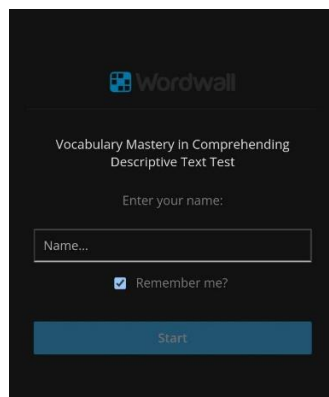 Wordwall
Vocabulary Mastery in Comprehending
Descriptive Text Test
Enter your name:
Name...
Remember me?
Start